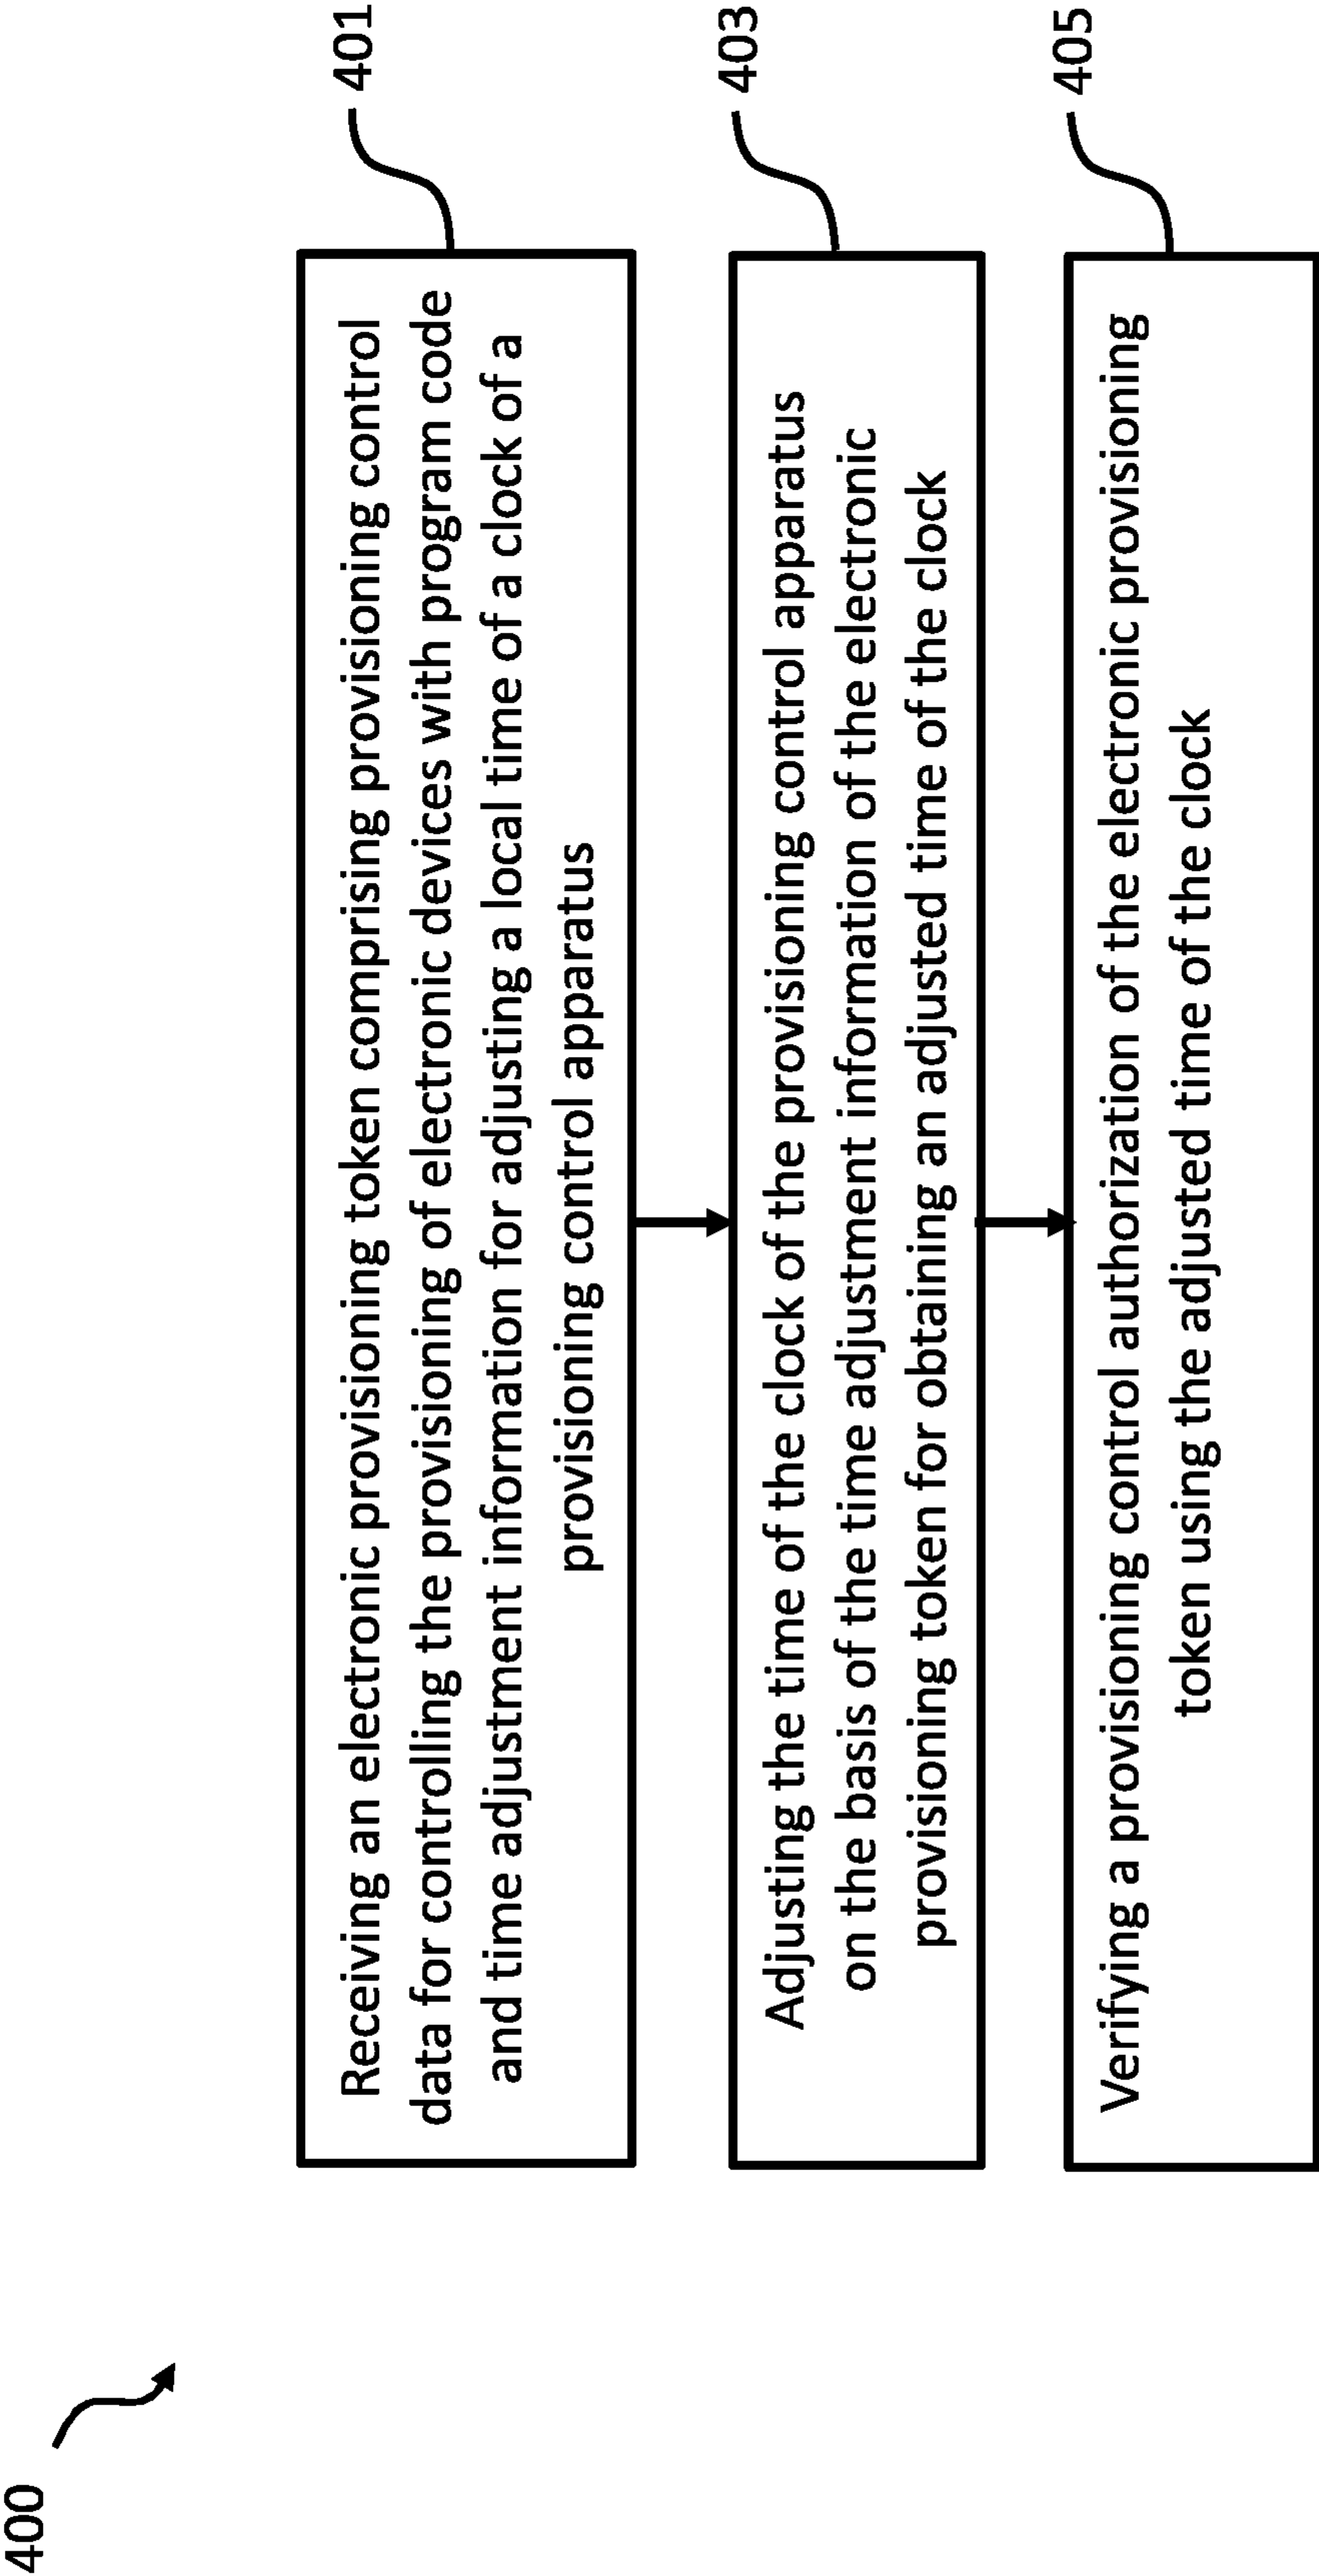 400
Receiving an electronic provisioning token comprising provisioning control
data for controlling the provisioning of electronic devices with program code
and time adjustment information for adjusting a local time of a clock of a
provisioning control apparatus
401
Adjusting the time of the clock of the provisioning control apparatus
on the basis of the time adjustment information of the electronic
provisioning token for obtaining an adjusted time of the clock
403
Verifying a provisioning control authorization of the electronic provisioning
token using the adjusted time of the clock
405